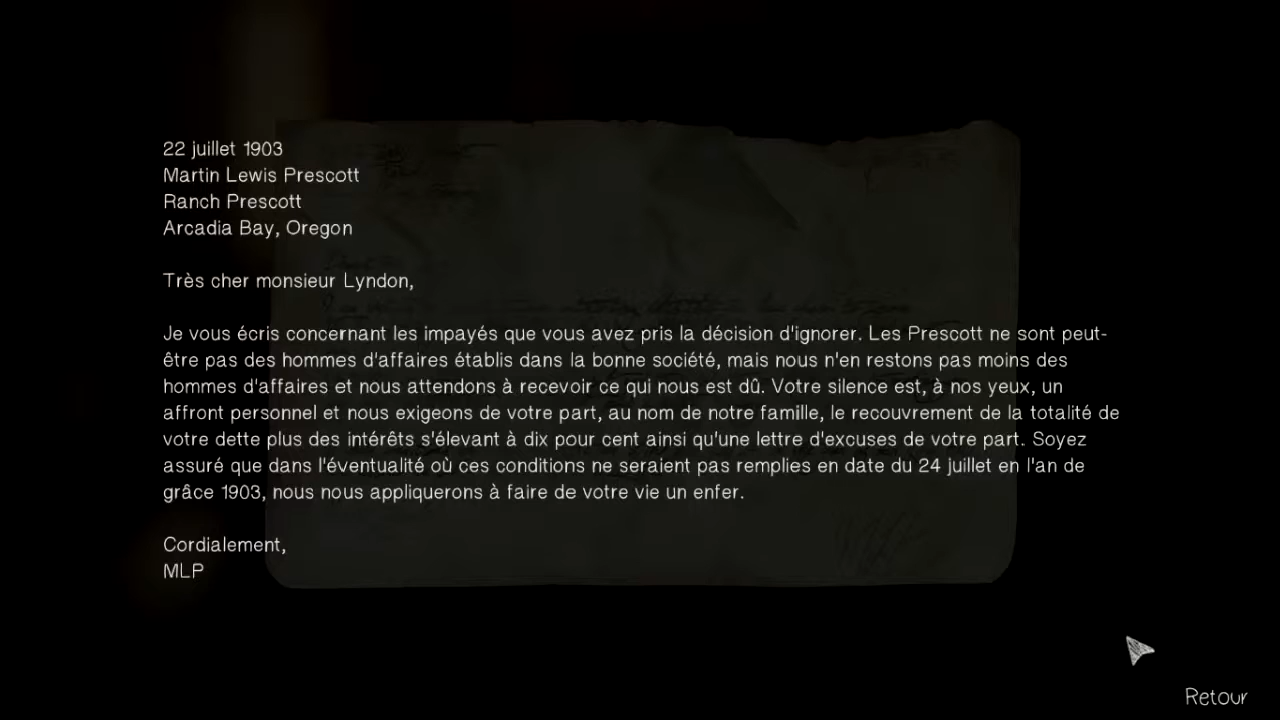 22 juillet 1903
Martin Lewis Prescott
Ranch Prescott
Arcadia Bay, Oregon
Très cher monsieur Lyndon,
Je vous écris concernant les impayés que vous avez pris la décision d'ignorer. Les Prescott ne sont peut-
être pas des hommes d'affaires établis dans la bonne société, mais nous n'en restons pas moins des
hommes d'affaires et nous attendons à recevoir ce qui nous est dû. Votre silence est, à nos yeux, un
affront personnel et nous exigeons de votre part, au nom de notre famille, le recouvrement de la totalité de
votre dette plus des intérêts s'élevant à dix pour cent ainsi qu'une lettre d'excuses de votre part. Soyez
assuré que dans l'éventualité où ces conditions ne seraient pas remplies en date du 24 juillet en l'an de
grâce 1903, nous nous appliquerons à faire de votre vie un enfer.
Cordialement,
MLP
Retour